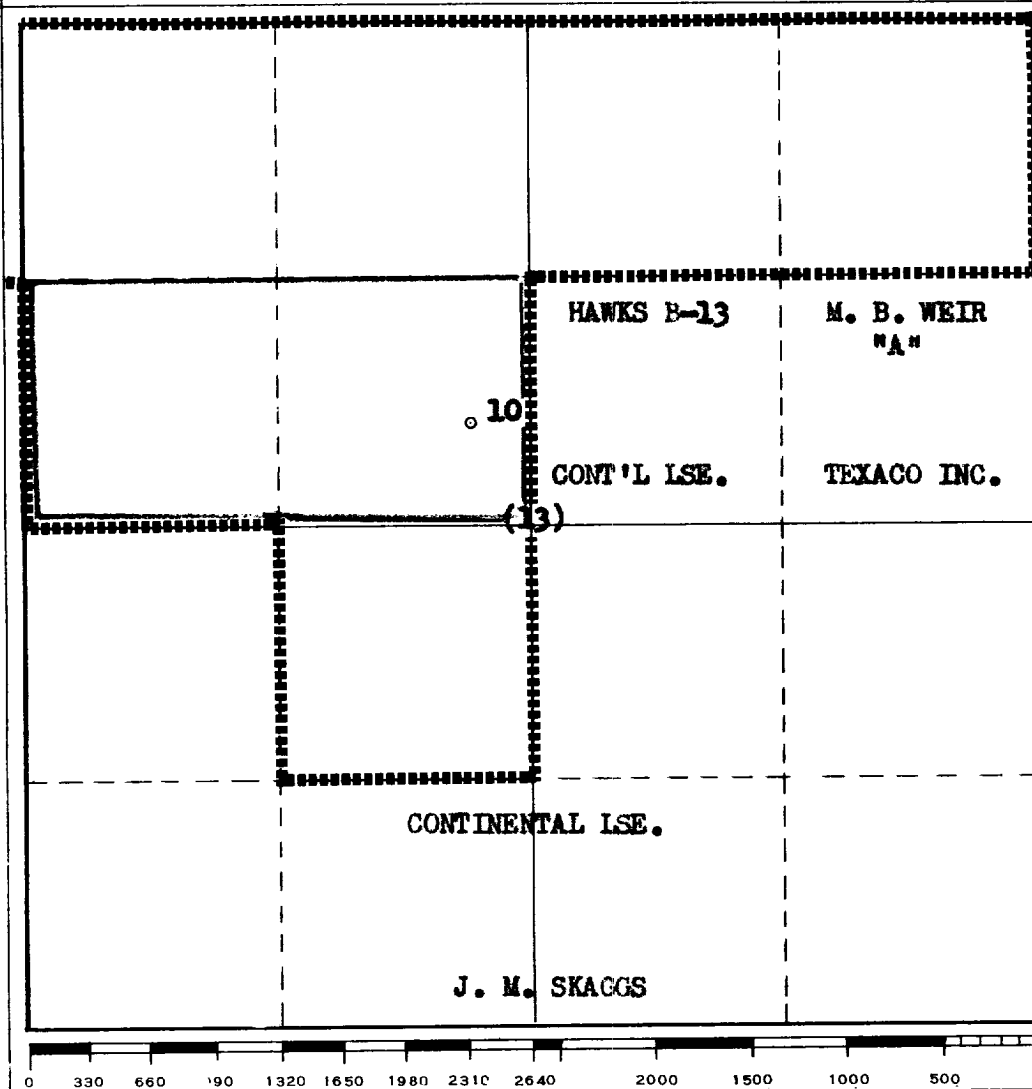 HAWKS B-13 M. B. WEIR
"A"
10
CONT'L LSE. TEXACO INC.
(13)
CONTINENTAL LSE.
J. M. SKAGGS
0 330 660 '90 1320 1650 1980 2310 2640 2000 1500 1000 500